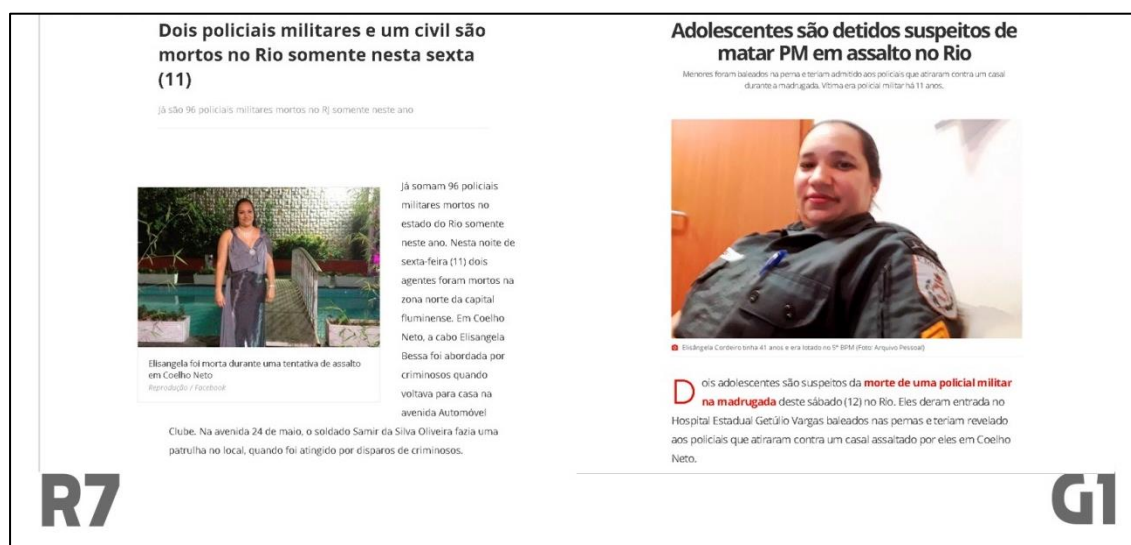 Dois policiais militares e um civil são
mortos no Rio somente nesta sexta
(11)
Já são 96 policiais militares mortos no RJ somente neste ano
Já somam 96 policiais
militares mortos no
estado do Rio somente
neste ano. Nesta noite de
sexta-feira (11) dois
agentes foram mortos na
zona norte da capital
fluminense. Em Coelho
Neto, a cabo Elisangela
Bessa foi abordada por
criminosos quando
voltava para casa na
avenida Automóvel
Clube. Na avenida 24 de maio, o soldado Samir da Silva Oliveira fazia uma
patrulha no local, quando foi atingido por disparos de criminosos.
Elisangela foi morta durante uma tentativa de assalto
em Coelho Neto
Reprodução / Facebook
R7
Adolescentes são detidos suspeitos de
matar PM em assalto no Rio
Menores foram baleados na perna e teriam admitido aos policiais que atiraram contra um casal
durante a madrugada. Vítima era policial militar há 11 anos.
Elisângela Cordeiro tinha 41 anos e era lotado no 9º BPM (Foto: Arquivo Pessoal)
Dois adolescentes são suspeitos da morte de uma policial militar
na madrugada deste sábado (12) no Rio. Eles deram entrada no
Hospital Estadual Getúlio Vargas baleados nas pernas e teriam revelado
aos policiais que atiraram contra um casal assaltado por eles em Coelho
Neto.
G1